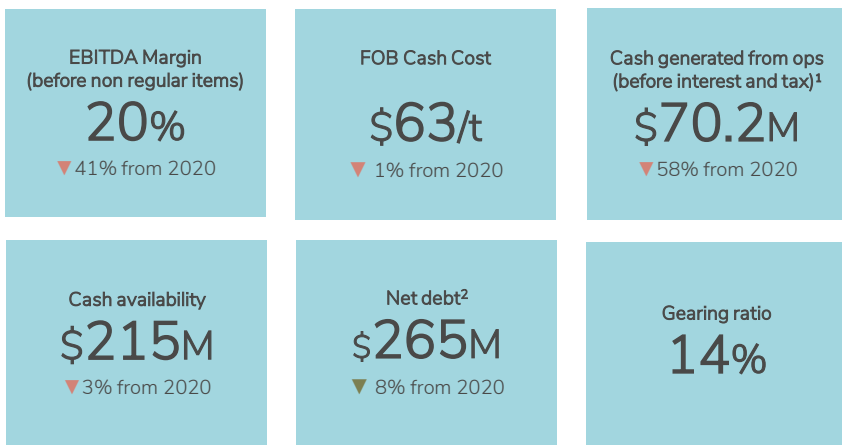 EBITDA Margin
(before non regular items)
20%
▼41% from 2020
FOB Cash Cost
$63/t
▼ 1% from 2020
Cash generated from ops
(before interest and tax)¹
$70.2M
▼58% from 2020
Cash availability
$215M
▼3% from 2020
Net debt²
$265M
▼ 8% from 2020
Gearing ratio
14%